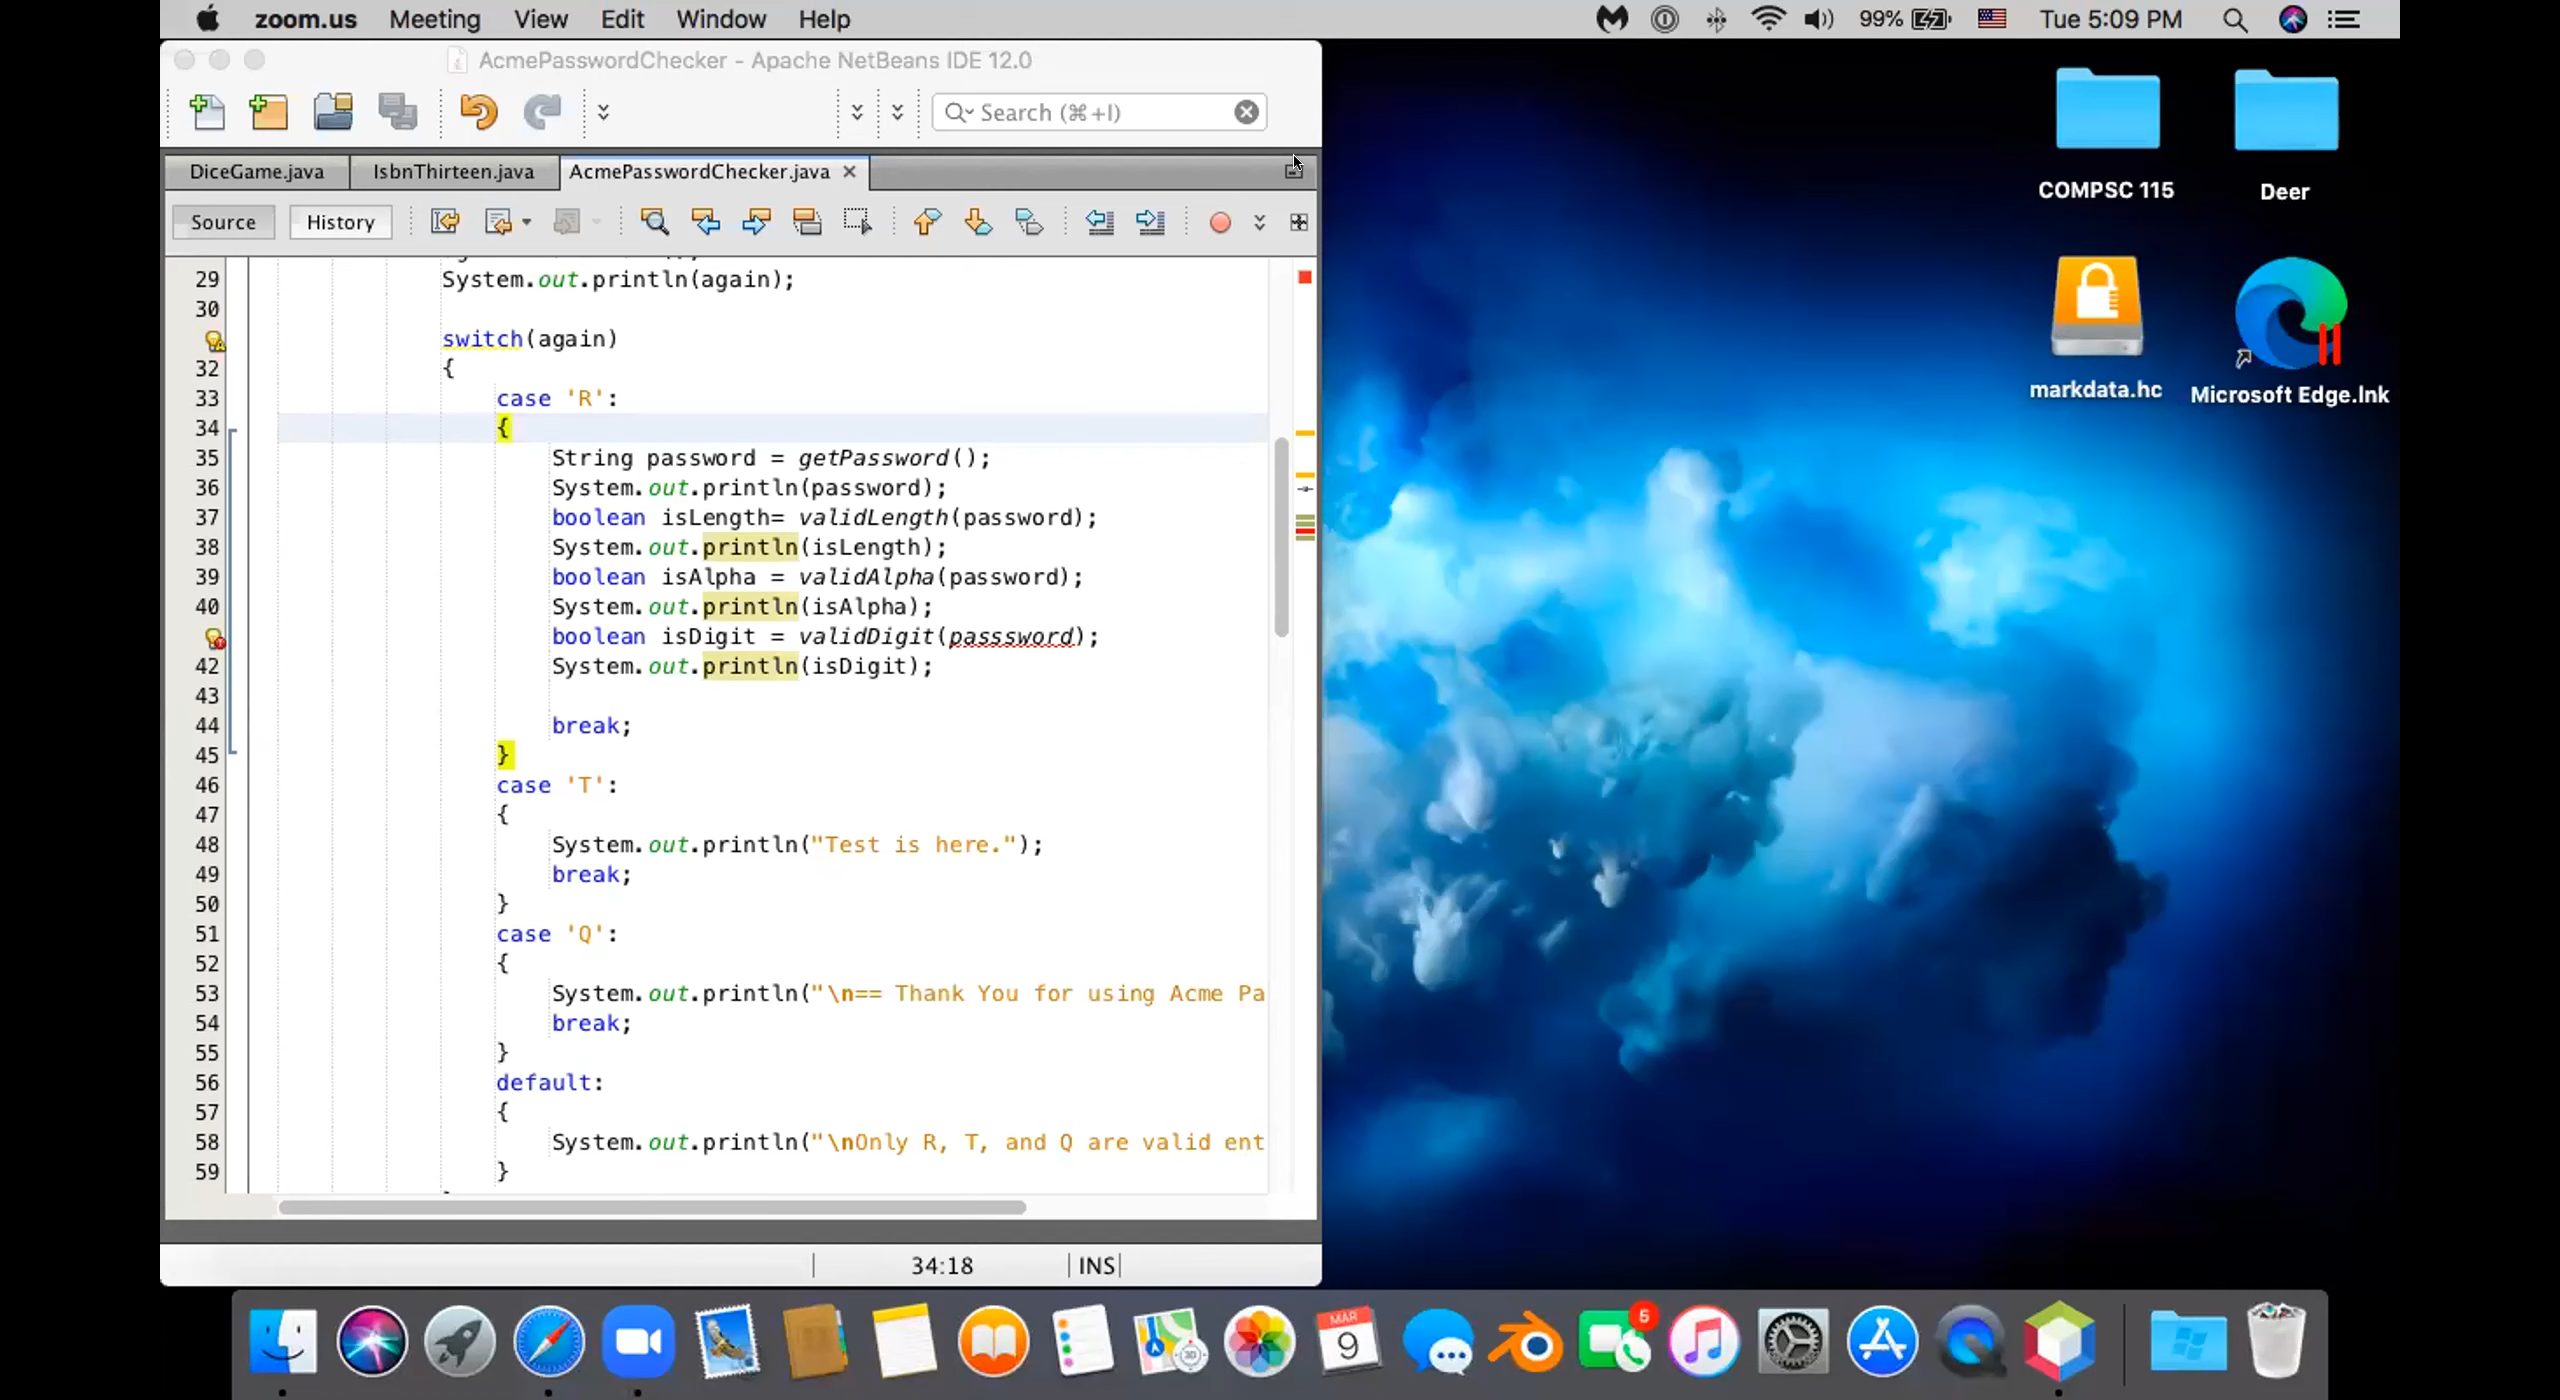 zoom.us Meeting View Edit Window Help 99% Tue 5:09 PM
AcmePasswordChecker - Apache NetBeans IDE 12.0
Search (⌘+I)
DiceGame.java IsbnThirteen.java AcmePasswordChecker.java
Source History
29 System.out.println(again);
30
switch(again)
32 {
33 case 'R':
34 {
35 String password = getPassword();
36 System.out.println(password);
37 boolean isLength= validLength(password);
38 System.out.println(isLength);
39 boolean isAlpha = validAlpha(password);
40 System.out.println(isAlpha);
boolean isDigit = validDigit(passsword);
42 System.out.println(isDigit);
43
44 break;
45 }
46 case 'T':
47 {
48 System.out.println("Test is here.");
49 break;
50 }
51 case 'Q':
52 {
53 System.out.println("\n== Thank You for using Acme Pa
54 break;
55 }
56 default:
57 {
58 System.out.println("\nOnly R, T, and Q are valid ent
59 }
34:18 INS
COMPSC 115 Deer
markdata.hc Microsoft Edge.lnk
MAR
9
5
3D